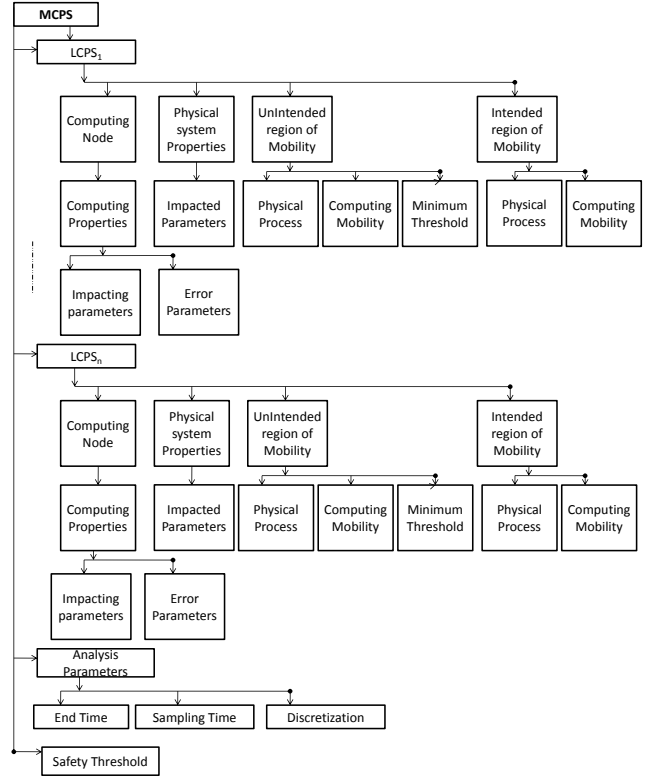 MCPS
LCPS₁
Computing
Node
Physical
system
Properties
UnIntended
region of
Mobility
Intended
region of
Mobility
Computing
Properties
Impacted
Parameters
Physical
Process
Computing
Mobility
Minimum
Threshold
Physical
Process
Computing
Mobility
Impacting
parameters
Error
Parameters
LCPSₙ
Computing
Node
Physical
system
Properties
UnIntended
region of
Mobility
Intended
region of
Mobility
Computing
Properties
Impacted
Parameters
Physical
Process
Computing
Mobility
Minimum
Threshold
Physical
Process
Computing
Mobility
Impacting
parameters
Error
Parameters
Analysis
Parameters
End Time
Sampling Time
Discretization
Safety Threshold